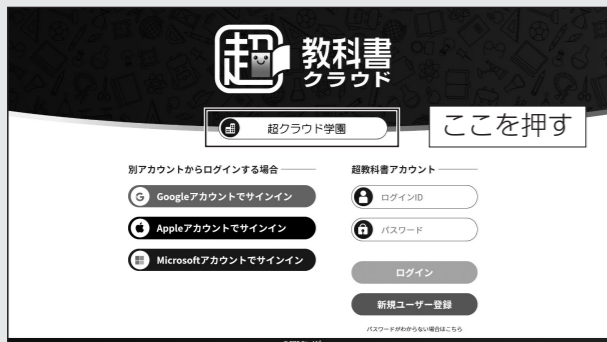 超
教科書
クラウド
超クラウド学園
ここを押す
別アカウントからログインする場合
Googleアカウントでサインイン
Appleアカウントでサインイン
Microsoftアカウントでサインイン
超教科書アカウント
ログインID
パスワード
ログイン
新規ユーザー登録
パスワードがわからない場合はこちら